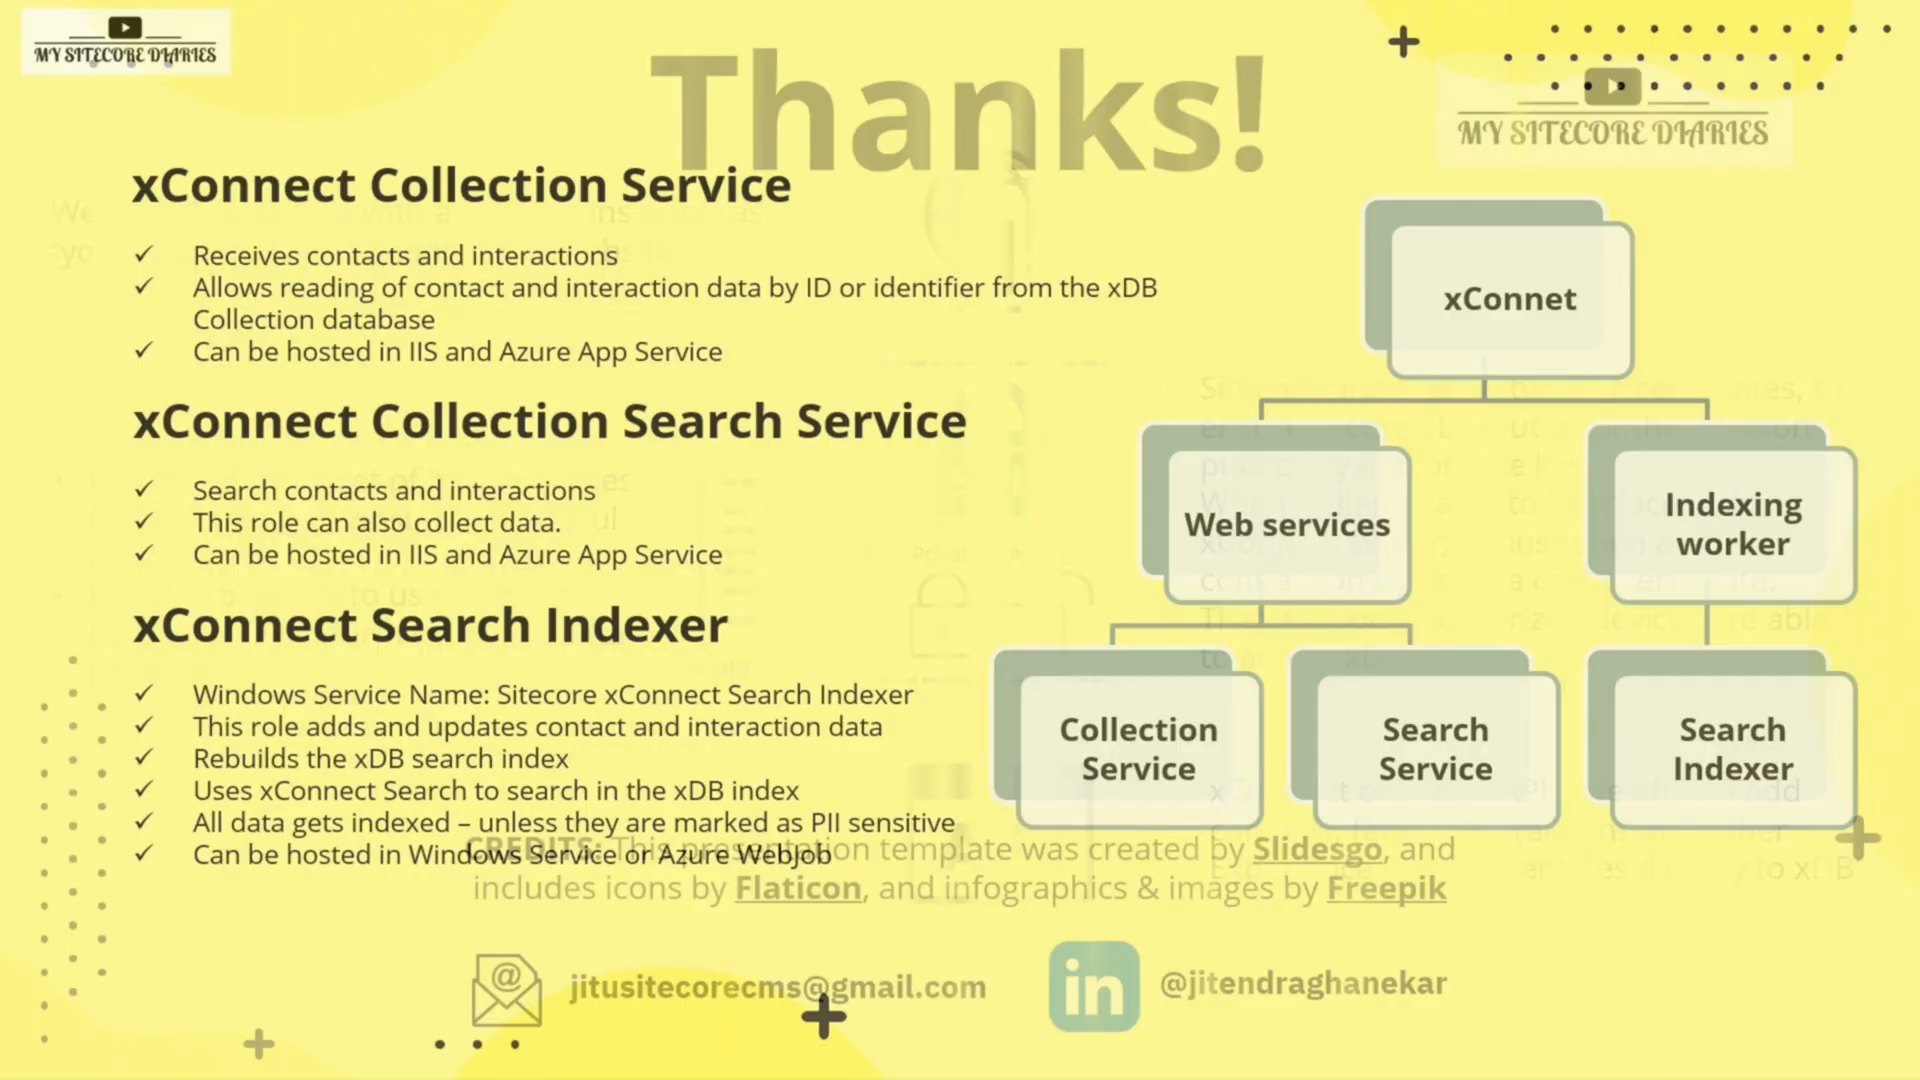 MY SITECORE DIARIES
Thanks!
MY SITECORE DIARIES
xConnect Collection Service
✓ Receives contacts and interactions
✓ Allows reading of contact and interaction data by ID or identifier from the xDB
Collection database
✓ Can be hosted in IIS and Azure App Service
xConnect Collection Search Service
✓ Search contacts and interactions
✓ This role can also collect data.
✓ Can be hosted in IIS and Azure App Service
xConnect Search Indexer
✓ Windows Service Name: Sitecore xConnect Search Indexer
✓ This role adds and updates contact and interaction data
✓ Rebuilds the xDB search index
✓ Uses xConnect Search to search in the xDB index
✓ All data gets indexed – unless they are marked as PII sensitive
✓ Can be hosted in Windows Service or Azure WebJob
xConnet
Web services
Indexing
worker
Collection
Service
Search
Service
Search
Indexer
CREDITS: This presentation template was created by Slidesgo, and
includes icons by Flaticon, and infographics & images by Freepik
jitusitecorecms@gmail.com
in
@jitendraghanekar